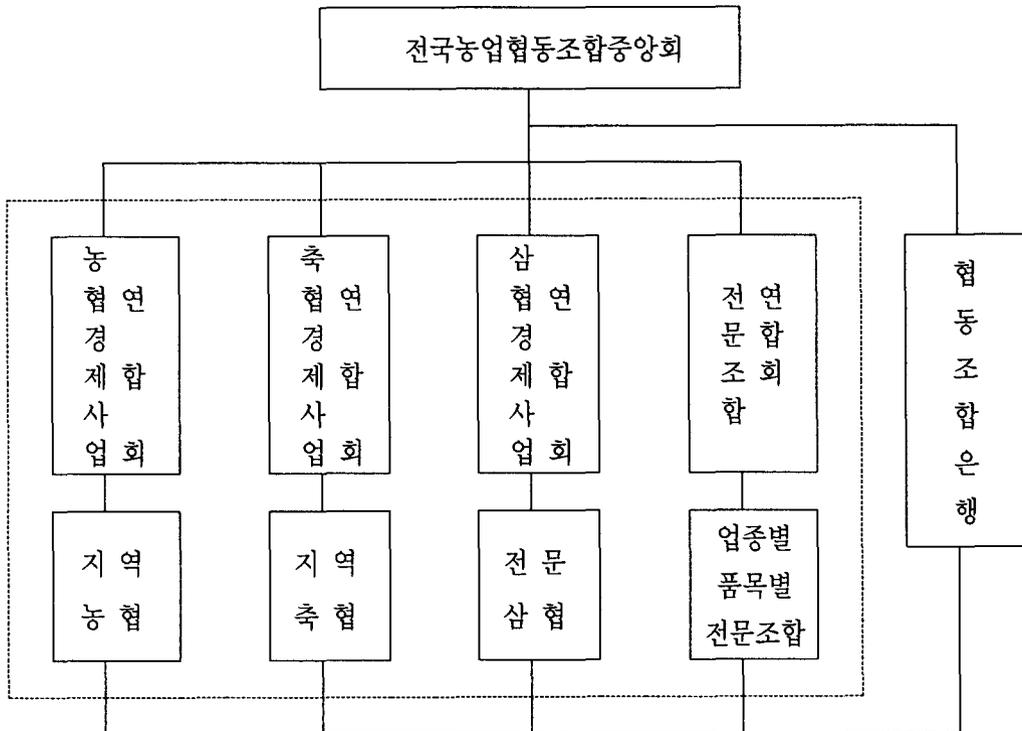 전국농업협동조합중앙회
농
협 연
경
제 합
사
업 회
축
협 연
경
제 합
사
업 회
삼
협 연
경
제 합
사
업 회
전 연
문 합
조 회
합
협
동
조
합
은
행
지 역
농 협
지 역
축 협
전 문
삼 협
업종별
품목별
전문조합